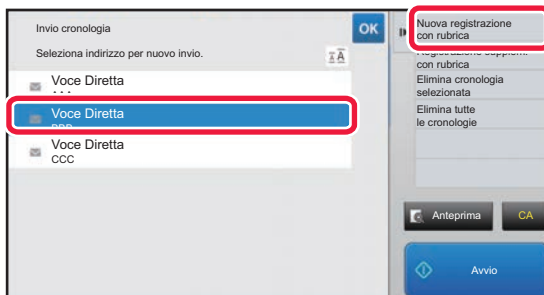 Invio cronologia
OK
Seleziona indirizzo per nuovo invio.
Voce Diretta
Voce Diretta
Voce Diretta
CCC
Nuova registrazione
con rubrica
con rubrica
Elimina cronologia
selezionata
Elimina tutte
le cronologie
Anteprima
CA
Avvio